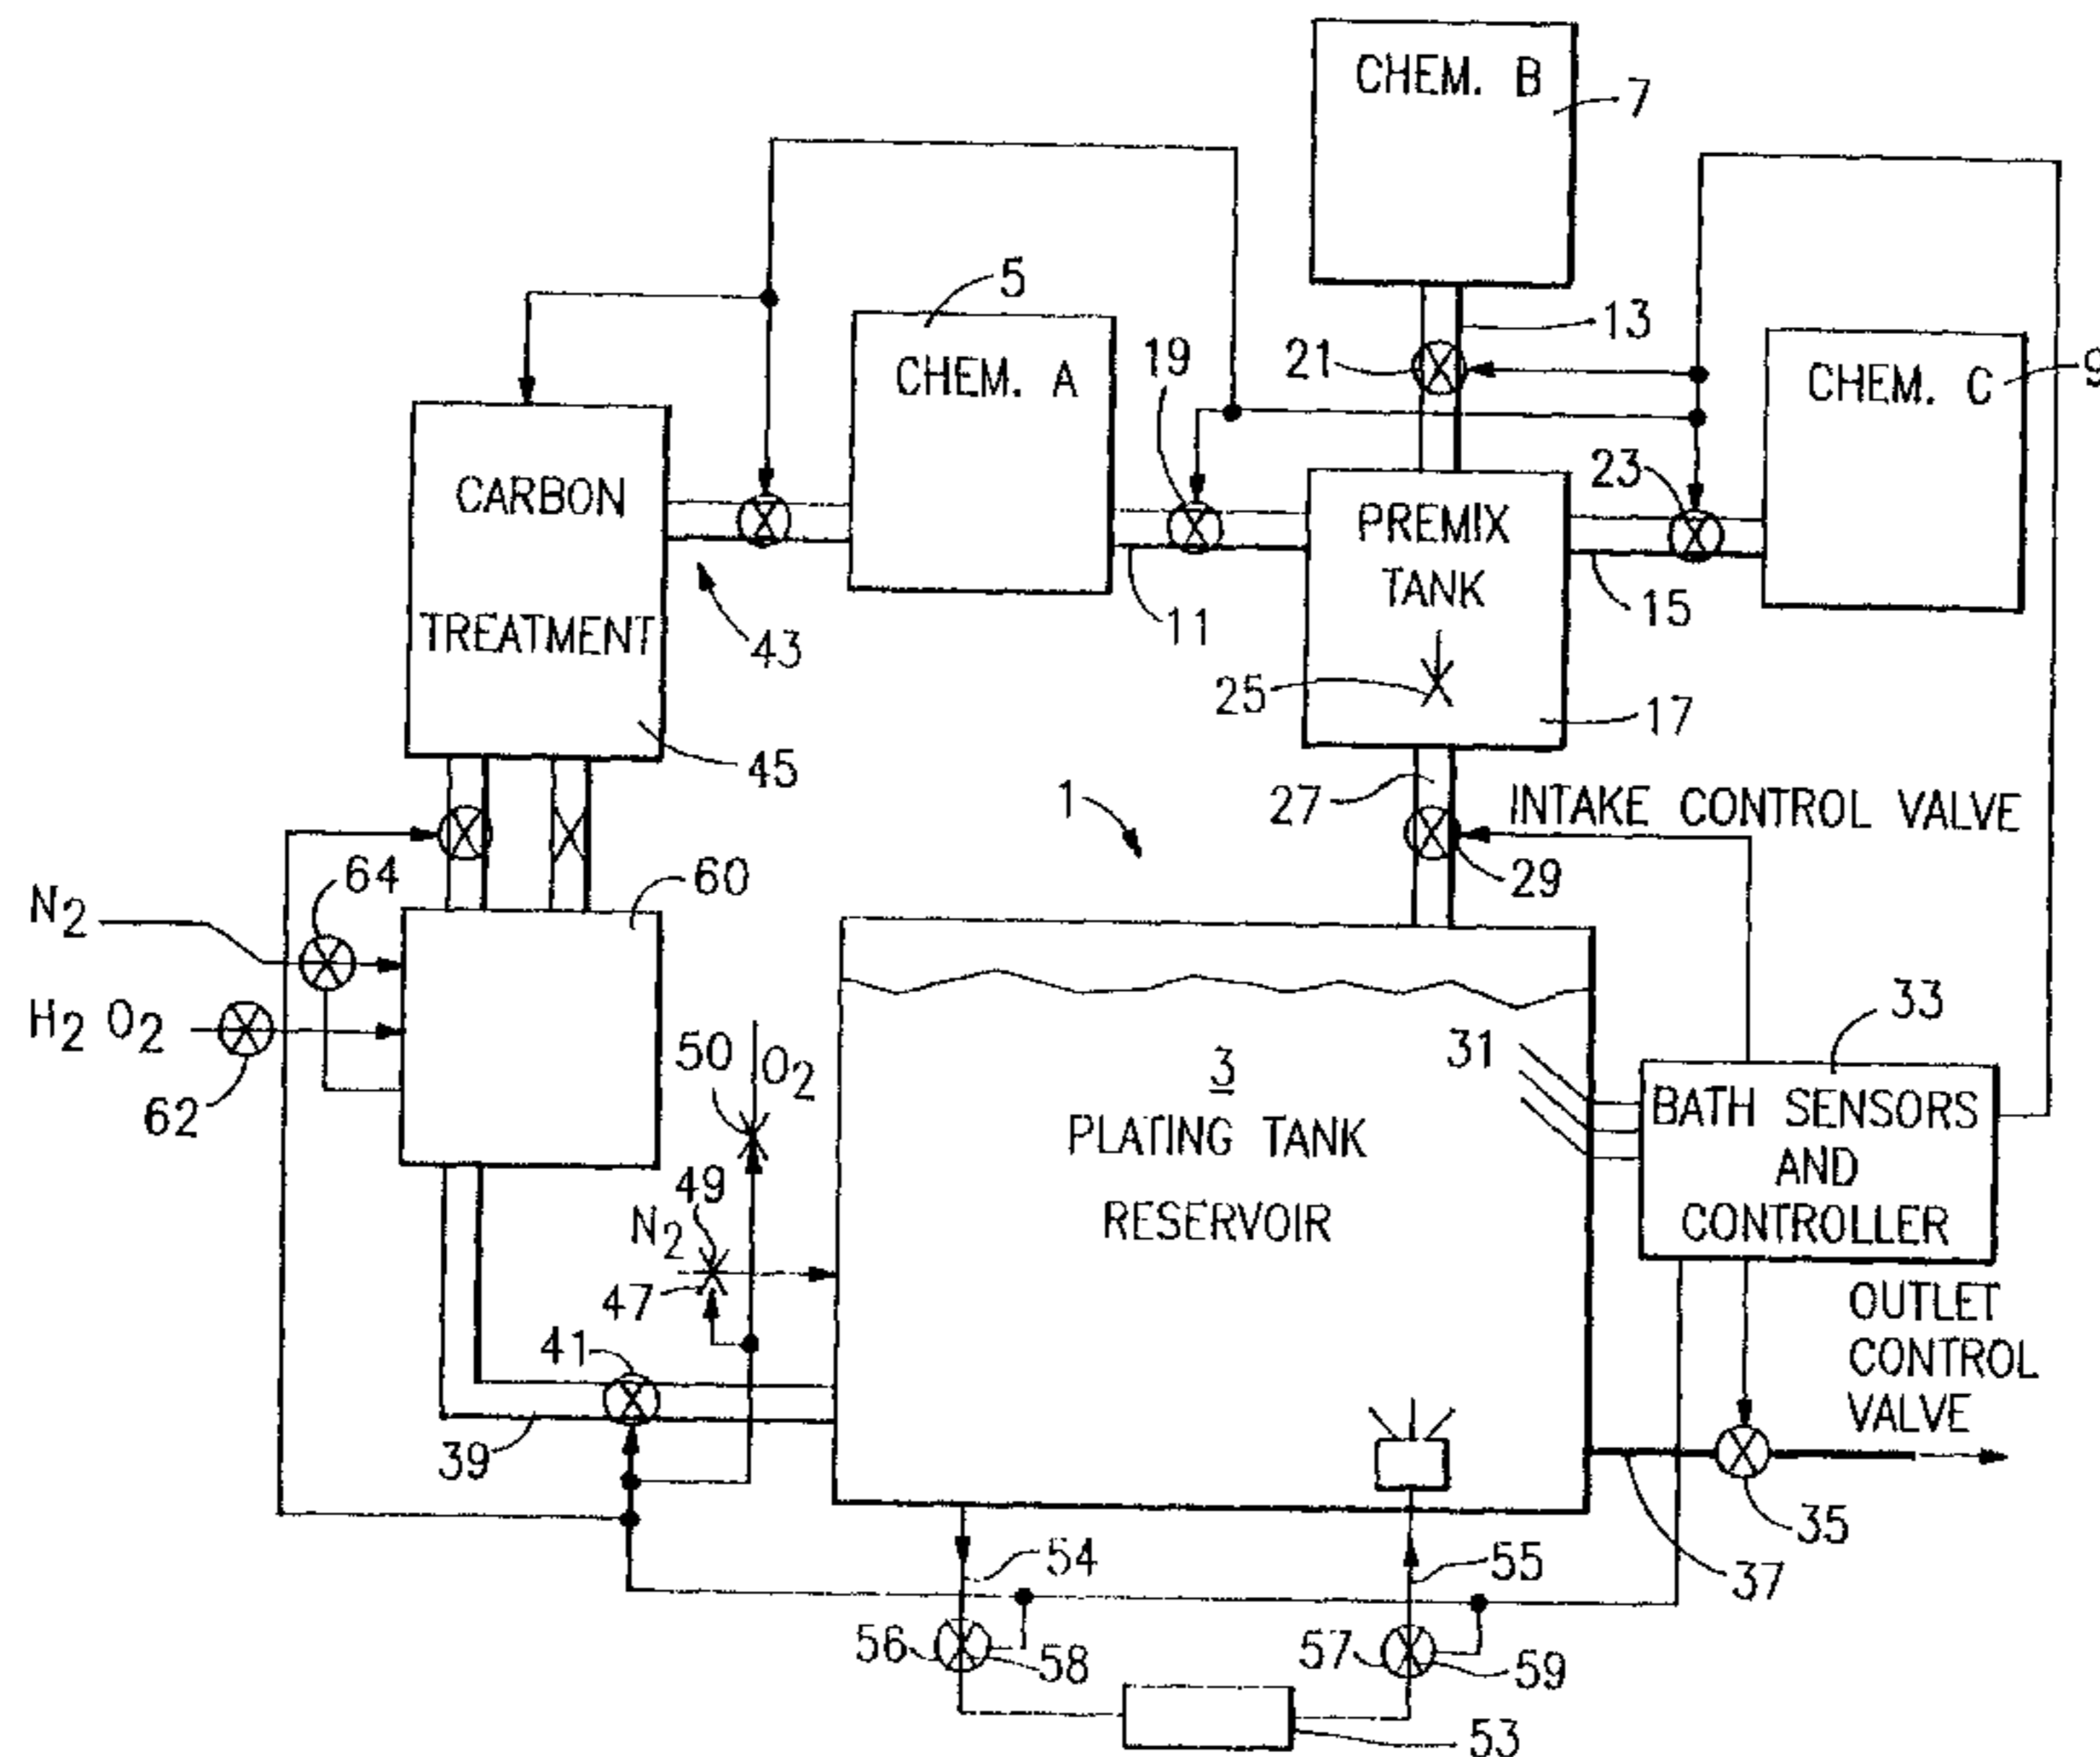 CHEM. B
7
5
CHEM. A
19
21
13
CHEM. C
9
23
CARBON
TREATMENT
43
11
PREMIX
TANK
25
15
17
45
27
1
INTAKE CONTROL VALVE
29
64
60
N2
H2 O2
62
50
O2
31
33
3
PLATING TANK
RESERVOIR
BATH SENSORS
AND
CONTROLLER
49
N2
47
41
39
OUTLET
CONTROL
VALVE
35
37
54
55
56
58
57
59
53